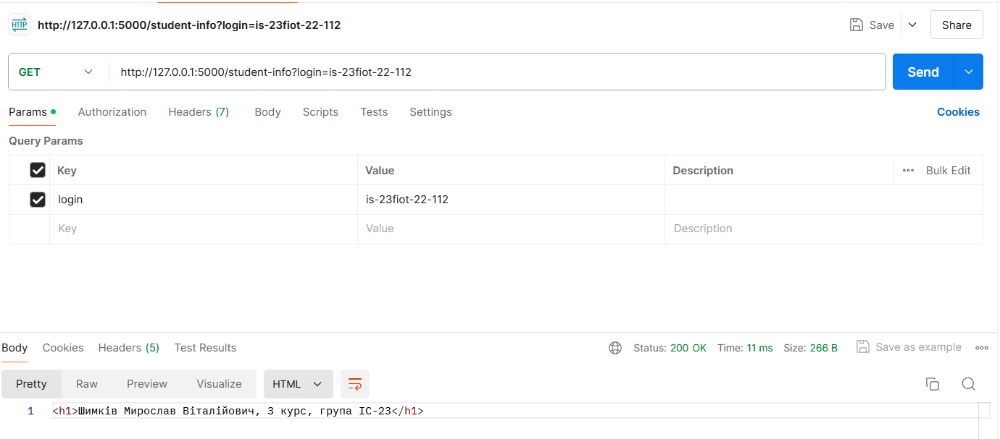 HTTP http://127.0.0.1:5000/student-info?login=is-23fiot-22-112 Save Share
GET http://127.0.0.1:5000/student-info?login=is-23fiot-22-112 Send
Params Authorization Headers (7) Body Scripts Tests Settings Cookies
Query Params
Key Value Description Bulk Edit
login is-23fiot-22-112
Key Value Description
Body Cookies Headers (5) Test Results Status: 200 OK Time: 11 ms Size: 266 B Save as example
Pretty Raw Preview Visualize HTML
1 <h1>Шимків Мирослав Віталійович, 3 курс, група ІС-23</h1>